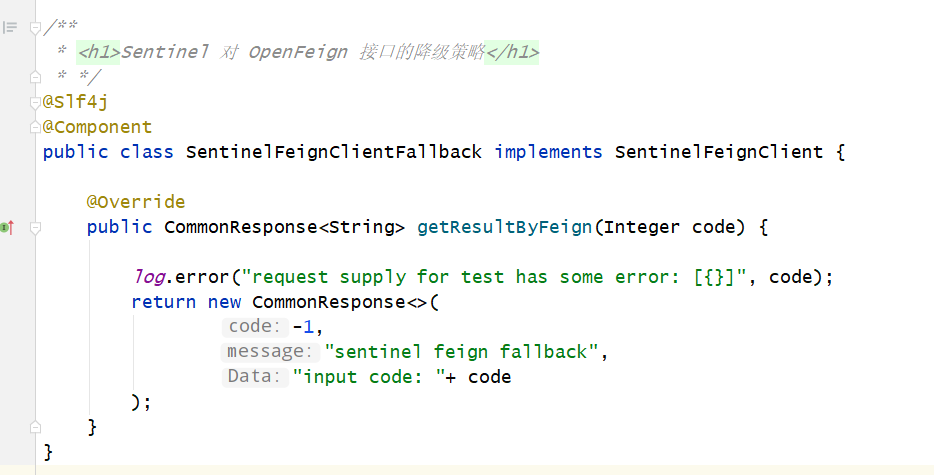 /**
 * <h1>Sentinel 对 OpenFeign 接口的降级策略</h1>
 * */
@Slf4j
@Component
public class SentinelFeignClientFallback implements SentinelFeignClient {
    @Override
    public CommonResponse<String> getResultByFeign(Integer code) {
        log.error("request supply for test has some error: [{}]", code);
        return new CommonResponse<>(
                code: -1,
                message: "sentinel feign fallback",
                Data: "input code: "+ code
        );
    }
}